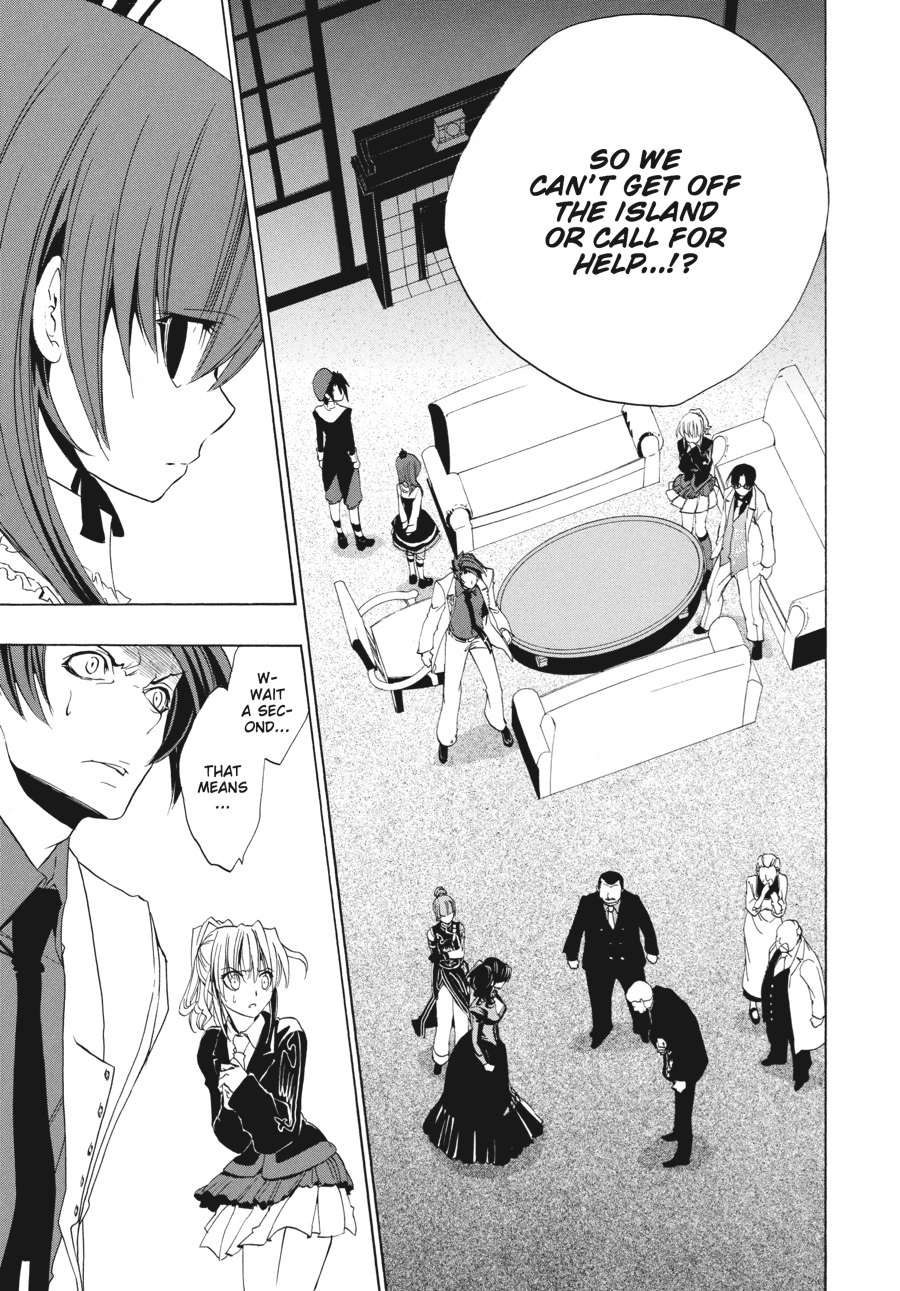 SO WE
CAN'T GET OFF
THE ISLAND
OR CALL FOR
HELP...!?
W-
WAIT
A SEC-
OND...
THAT
MEANS
...